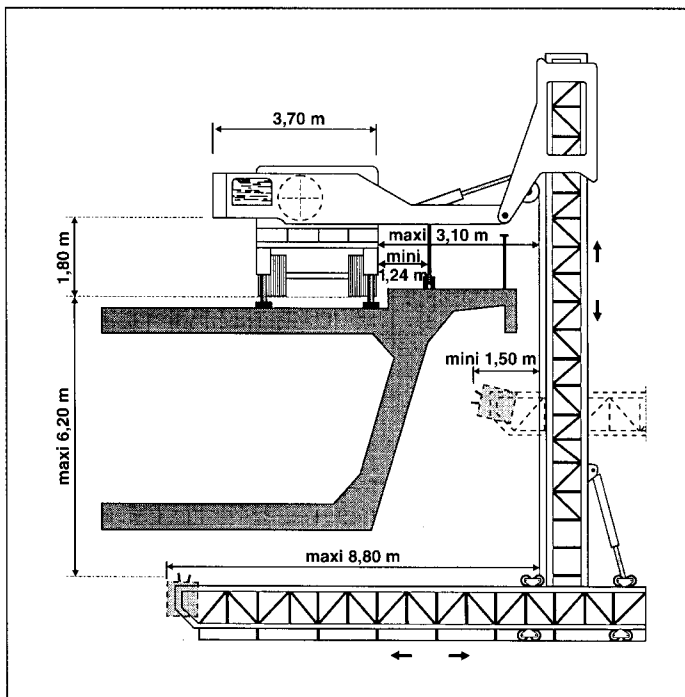 3,70 m
1,80 m
maxi 3,10 m
mini
1,24 m
mini 1,50 m
maxi 6,20 m
maxi 8,80 m